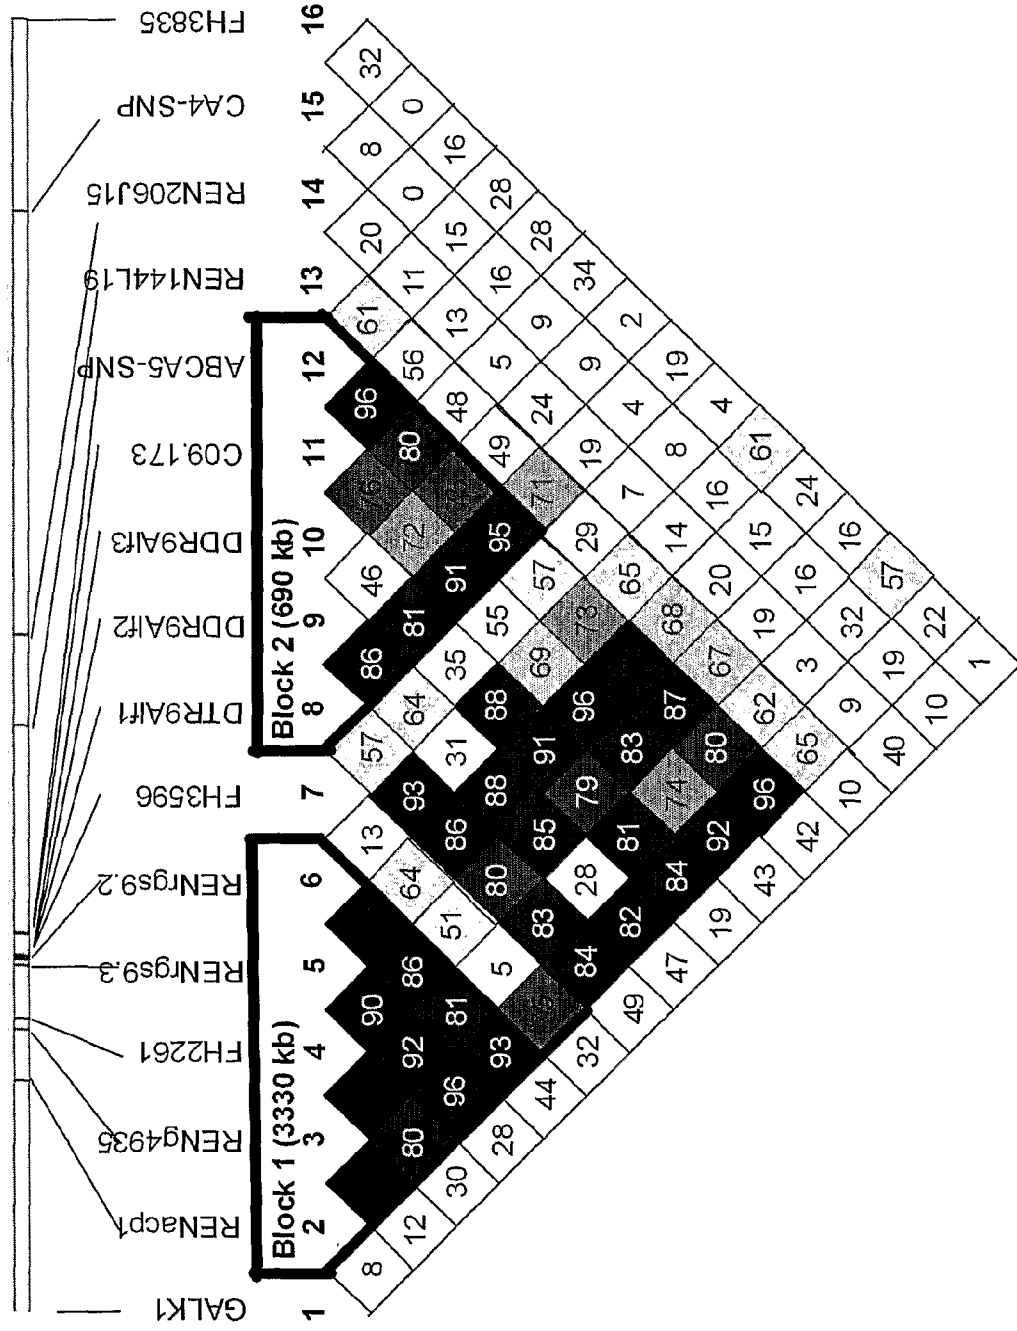 GALK1 RENacp1 RENg4935 FH2261 RENrgs9.3 RENrgs9.2 FH3596 DTR9Alf1 DDR9Alf2 DDR9Alf3 C09.173 ABCA5-SNP REN144L19 REN206J15 CA4-SNP FH3835
Block 1 (3330 kb) Block 2 (690 kb)
1 2 3 4 5 6 7 8 9 10 11 12 13 14 15 16
8 90 13 57 86 46 76 96 61 20 8 32
12 80 92 86 64 93 64 81 72 80 56 11 0 0
30 96 81 51 86 31 35 91 48 13 15 16
28 93 5 80 88 88 55 95 49 5 16 28
44 83 85 91 69 57 71 24 9 28
32 84 28 79 96 73 29 19 9 34
49 82 81 83 65 7 4 2
47 84 74 87 68 14 8 19
19 92 80 67 20 16 4
43 96 62 19 15 61
42 65 3 16 24
10 9 32 16
40 19 57
10 22
1